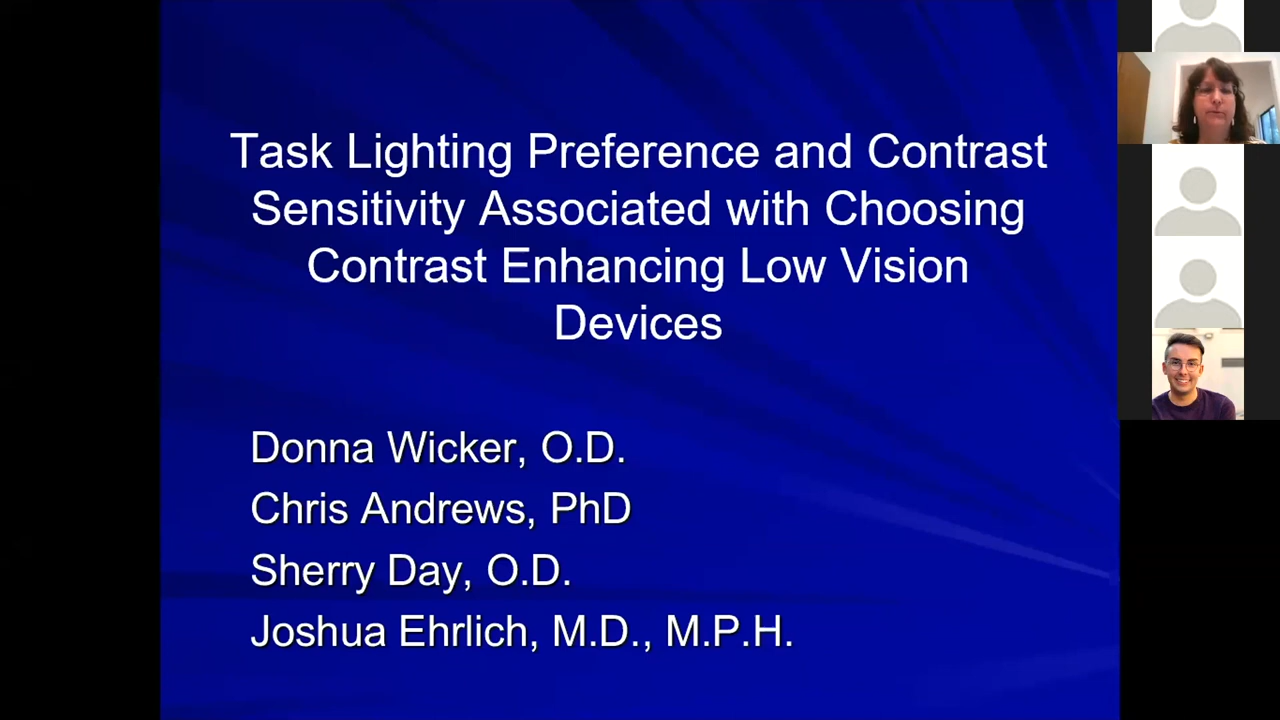 Task Lighting Preference and Contrast
Sensitivity Associated with Choosing
Contrast Enhancing Low Vision
Devices
Donna Wicker, O.D.
Chris Andrews, PhD
Sherry Day, O.D.
Joshua Ehrlich, M.D., M.P.H.